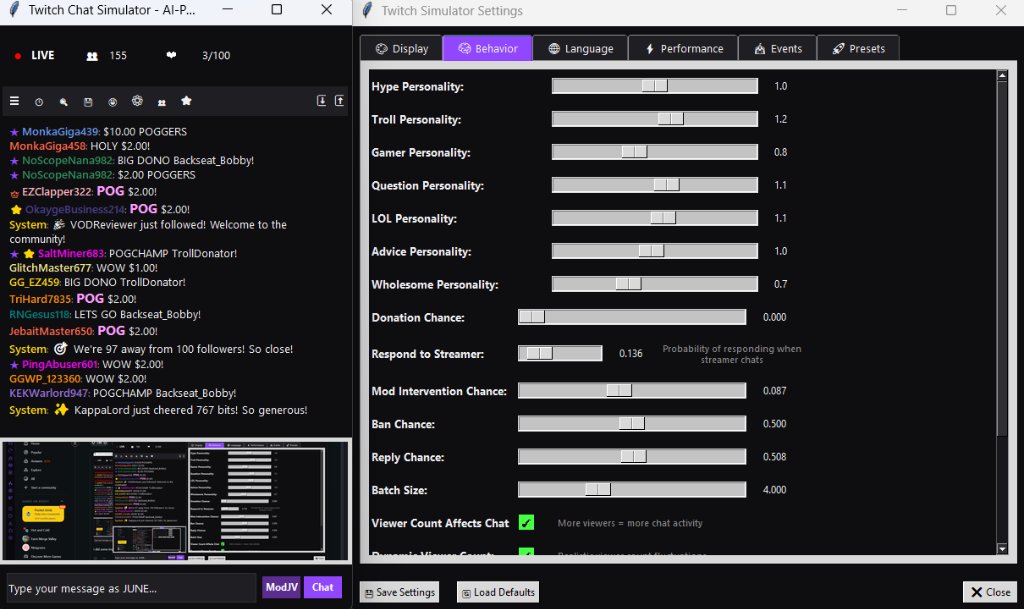 Twitch Chat Simulator - AI-P...
LIVE 155 3/100
MonkaGiga439: $10.00 POGGERS
MonkaGiga458: HOLY $2.00!
NoScopeNana982: BIG DONO Backseat_Bobby!
NoScopeNana982: $2.00 POGGERS
EZClapper322: POG $2.00!
OkaygeBusiness214: POG $2.00!
System: 🎉 VODReviewer just followed! Welcome to the
community!
SaltMiner683: POGCHAMP TrollDonator!
GlitchMaster677: WOW $1.00!
GG_EZ459: BIG DONO TrollDonator!
TriHard7835: POG $2.00!
RNGesus118: LETS GO Backseat_Bobby!
JebaitMaster650: POG $2.00!
System: 🎯 We're 97 away from 100 followers! So close!
PingAbuser601: WOW $2.00!
GGWP_123360: WOW $2.00!
KEKWarlord947: POGCHAMP Backseat_Bobby!
System: ✨ KappaLord just cheered 767 bits! So generous!
Type your message as JUNE...
ModJV
Chat
Twitch Simulator Settings
Display Behavior Language Performance Events Presets
Hype Personality: 1.0
Troll Personality: 1.2
Gamer Personality: 0.8
Question Personality: 1.1
LOL Personality: 1.1
Advice Personality: 1.0
Wholesome Personality: 0.7
Donation Chance: 0.000
Respond to Streamer: 0.136 Probability of responding when
streamer chats
Mod Intervention Chance: 0.087
Ban Chance: 0.500
Reply Chance: 0.508
Batch Size: 4.000
Viewer Count Affects Chat More viewers = more chat activity
Dynamic Viewer Count:
Save Settings Load Defaults Close